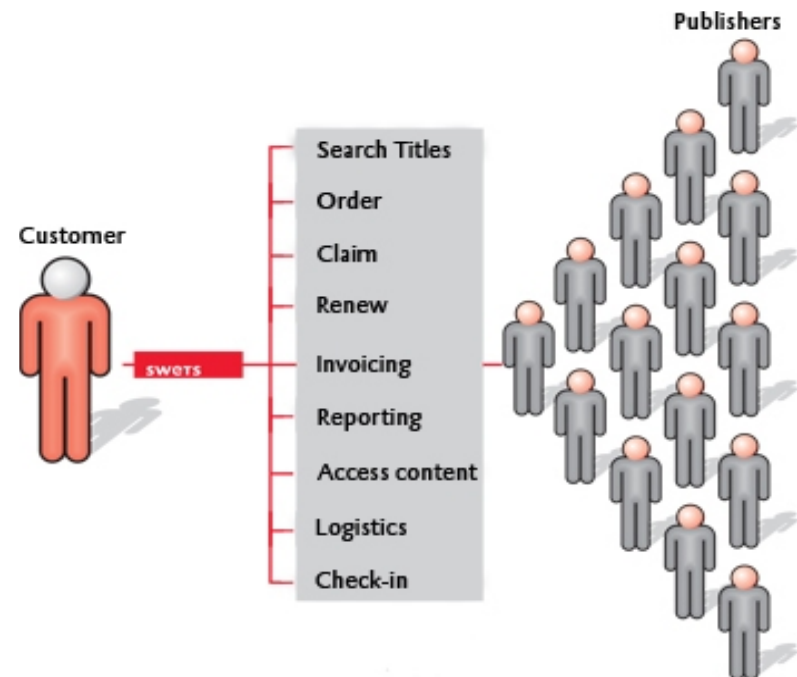 Publishers
Customer
swets
Search Titles
Order
Claim
Renew
Invoicing
Reporting
Access content
Logistics
Check-in